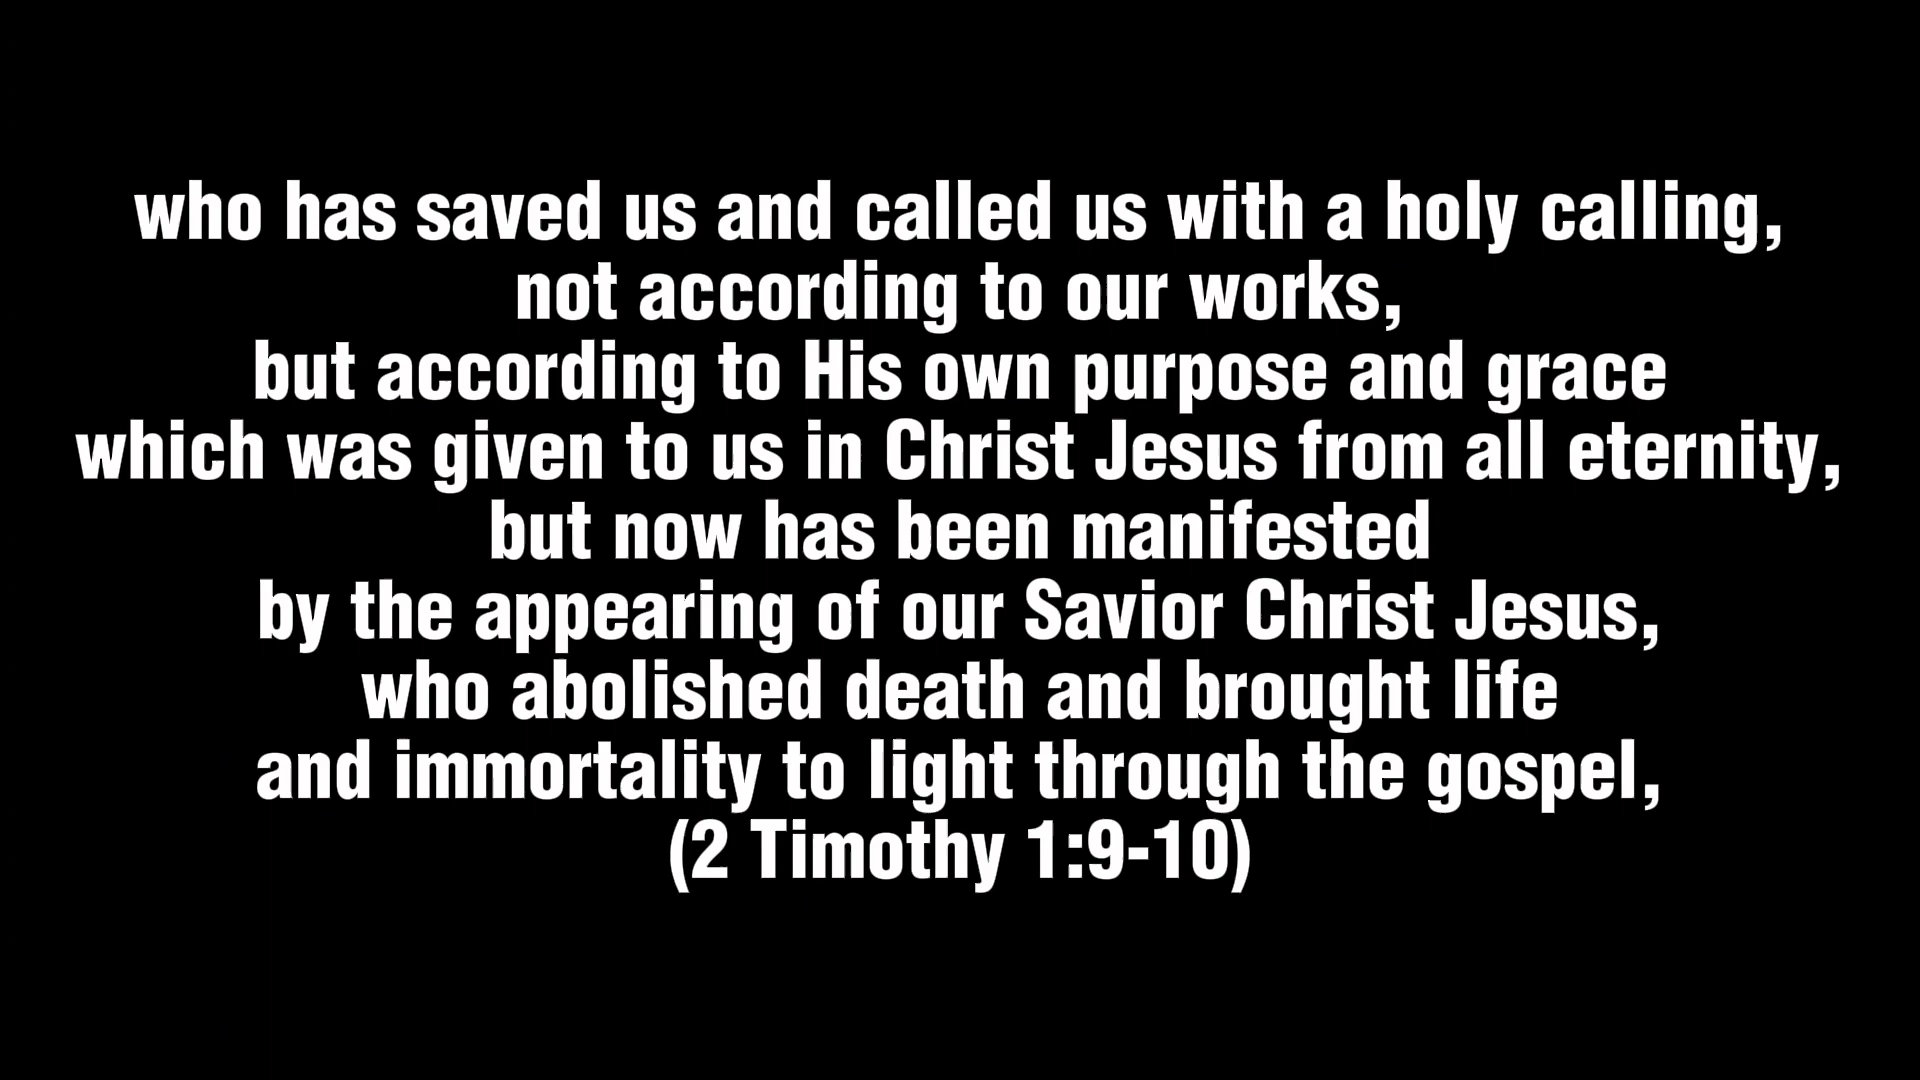 who has saved us and called us with a holy calling,
not according to our works,
but according to His own purpose and grace
which was given to us in Christ Jesus from all eternity,
but now has been manifested
by the appearing of our Savior Christ Jesus,
who abolished death and brought life
and immortality to light through the gospel,
(2 Timothy 1:9-10)